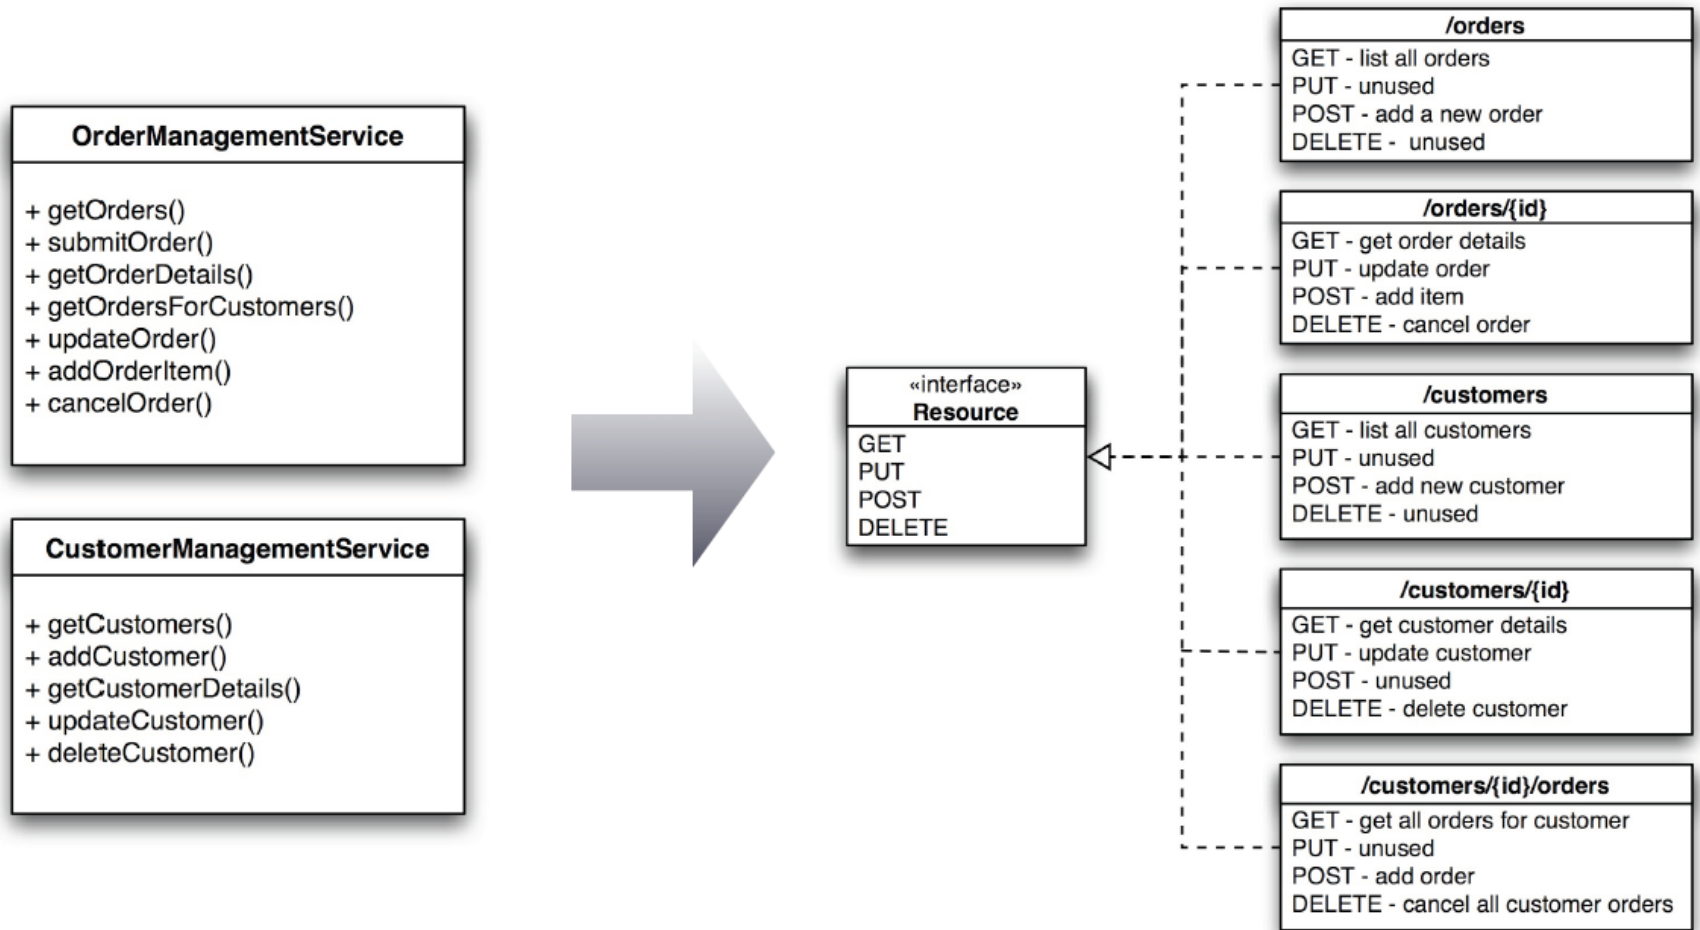 OrderManagementService
+ getOrders()
+ submitOrder()
+ getOrderDetails()
+ getOrdersForCustomers()
+ updateOrder()
+ addOrderItem()
+ cancelOrder()
CustomerManagementService
+ getCustomers()
+ addCustomer()
+ getCustomerDetails()
+ updateCustomer()
+ deleteCustomer()
«interface»
Resource
GET
PUT
POST
DELETE
/orders
GET - list all orders
PUT - unused
POST - add a new order
DELETE -  unused
/orders/{id}
GET - get order details
PUT - update order
POST - add item
DELETE - cancel order
/customers
GET - list all customers
PUT - unused
POST - add new customer
DELETE - unused
/customers/{id}
GET - get customer details
PUT - update customer
POST - unused
DELETE - delete customer
/customers/{id}/orders
GET - get all orders for customer
PUT - unused
POST - add order
DELETE - cancel all customer orders